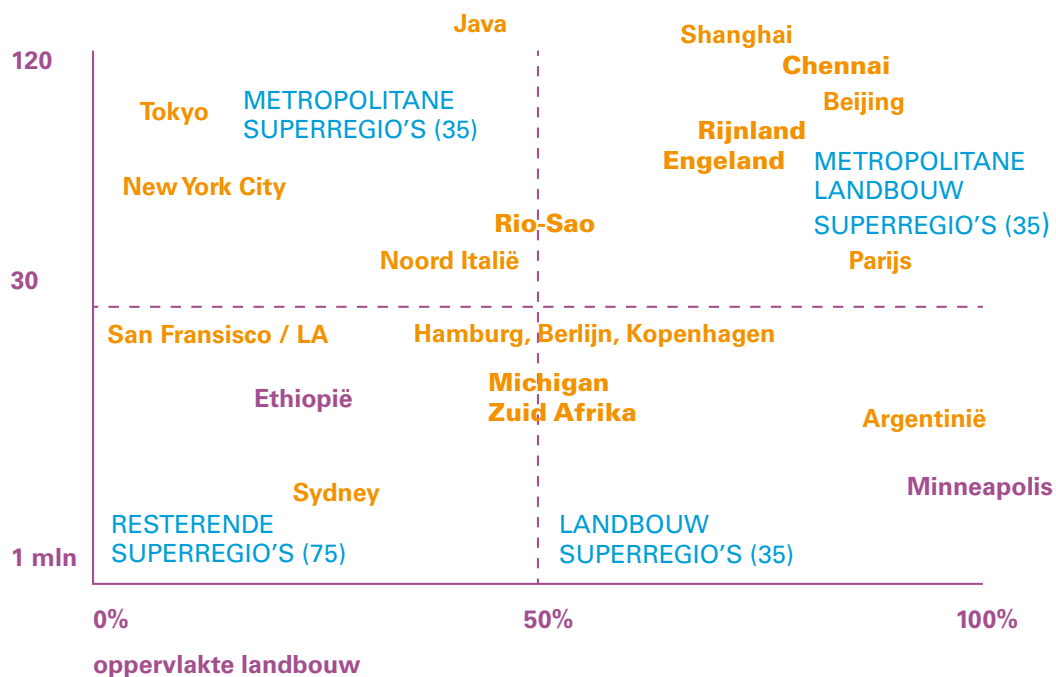 Java
Shanghai
120
Chennai
Beijing
Tokyo
METROPOLITANE
SUPERREGIO'S (35)
Rijnland
Engeland
METROPOLITANE
LANDBOUW
SUPERREGIO'S (35)
New York City
Rio-Sao
Noord Italië
Parijs
30
San Fransisco / LA
Hamburg, Berlijn, Kopenhagen
Michigan
Zuid Afrika
Ethiopië
Argentinië
Minneapolis
Sydney
RESTERENDE
SUPERREGIO'S (75)
LANDBOUW
SUPERREGIO'S (35)
1 mln
0%
50%
100%
oppervlakte landbouw